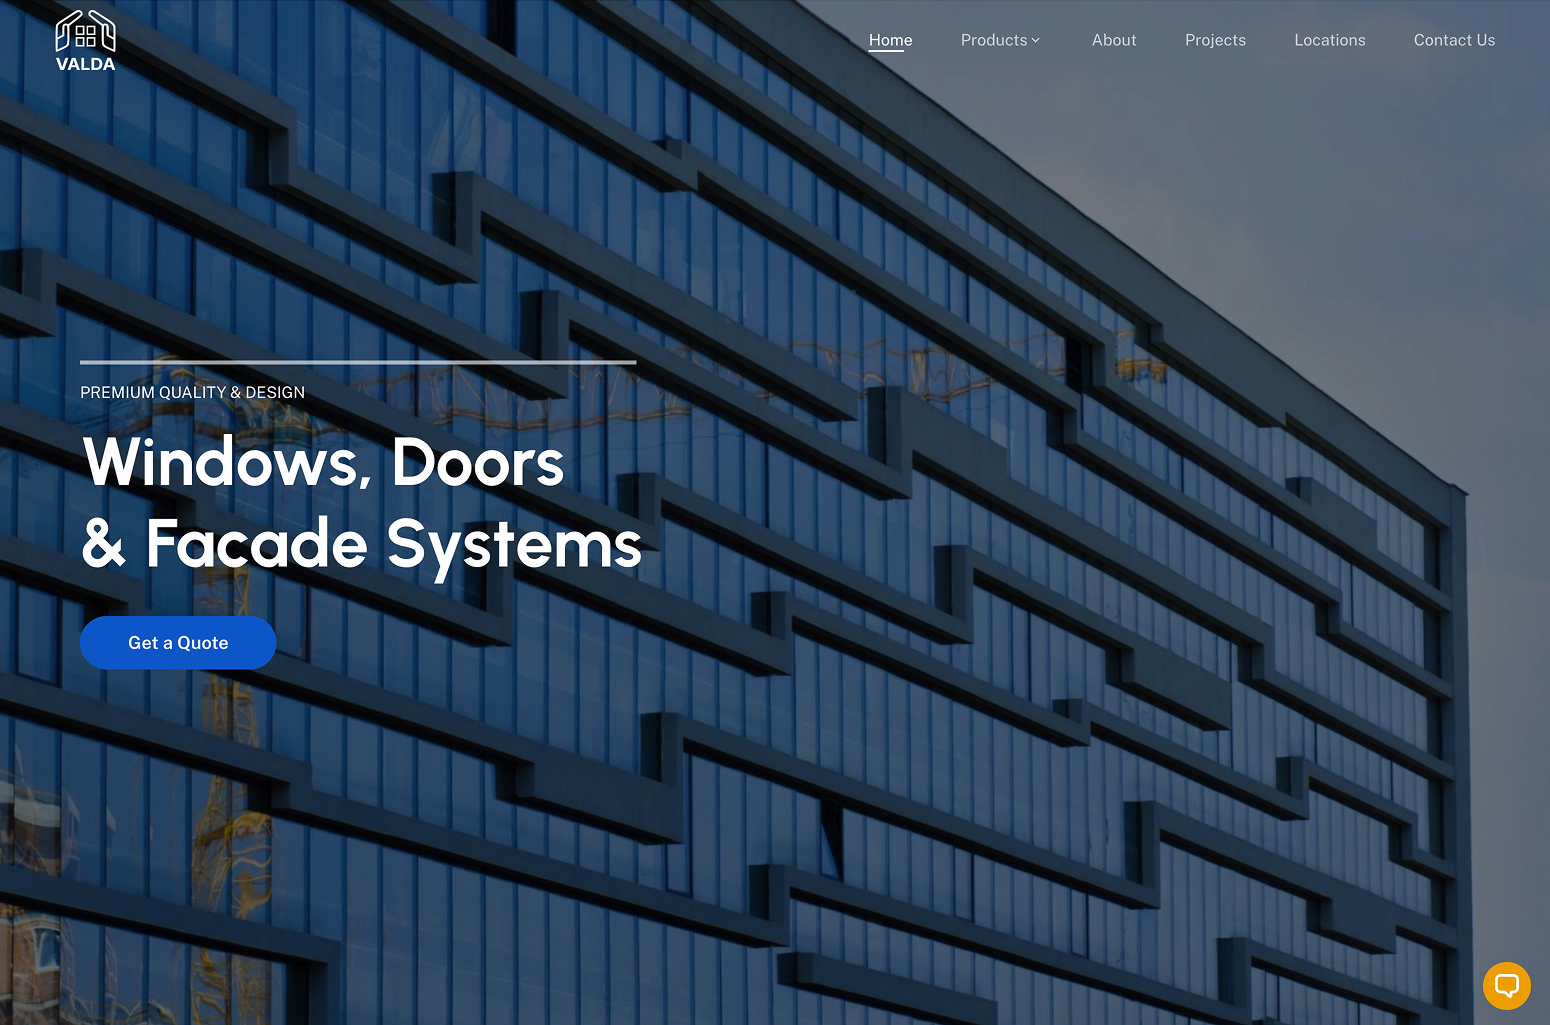 VALDA
Home
Products
About
Projects
Locations
Contact Us
PREMIUM QUALITY & DESIGN
Windows, Doors
& Facade Systems
Get a Quote